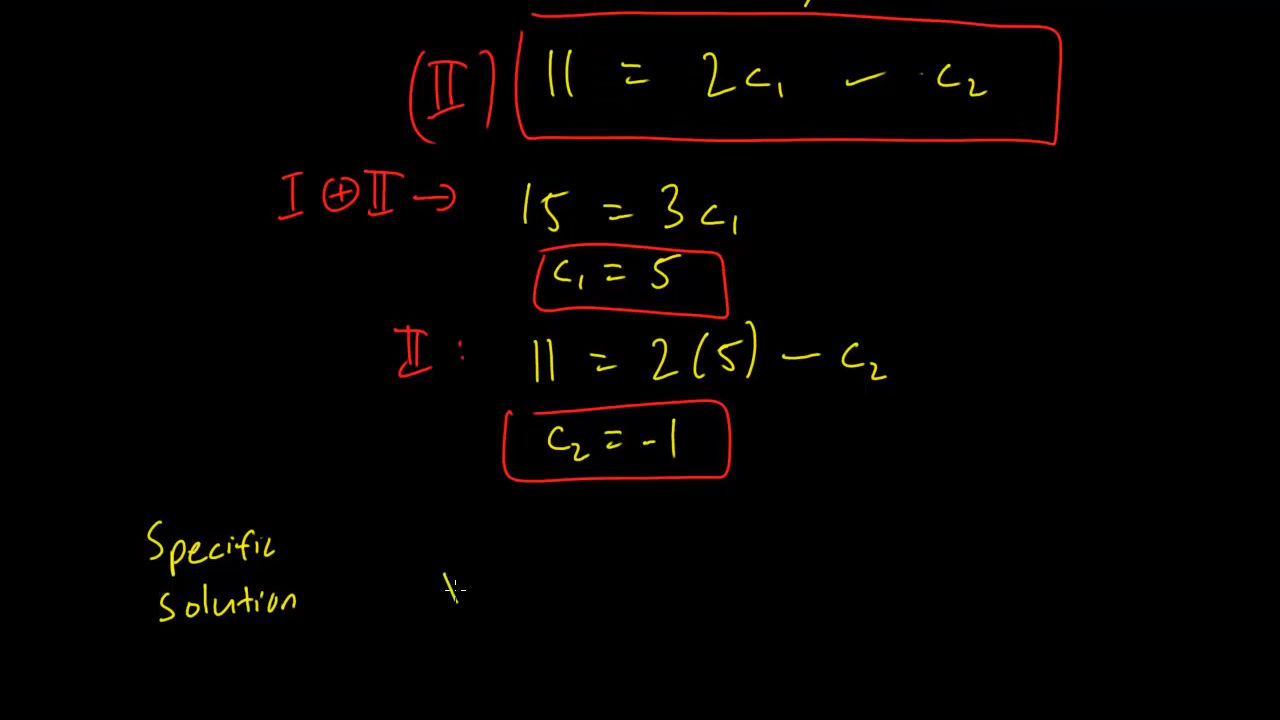 (II) 11 = 2c₁ - c₂
I ⊕ II → 15 = 3c₁
c₁ = 5
II : 11 = 2(5) - c₂
c₂ = -1
Specific
Solution